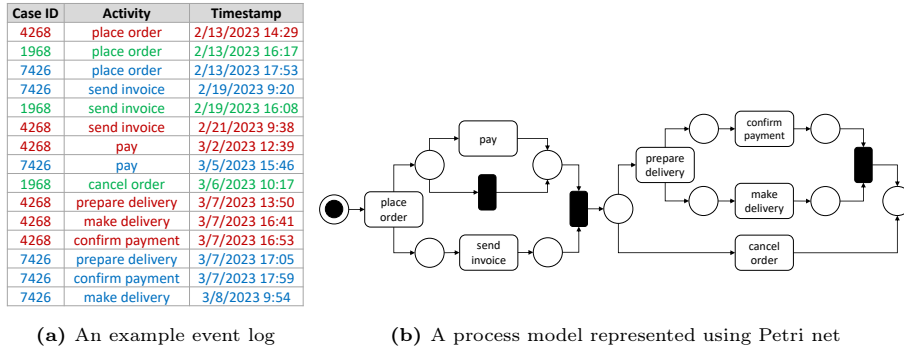 Case ID Activity Timestamp
4268 place order 2/13/2023 14:29
1968 place order 2/13/2023 16:17
7426 place order 2/13/2023 17:53
7426 send invoice 2/19/2023 9:20
1968 send invoice 2/19/2023 16:08
4268 send invoice 2/21/2023 9:38
4268 pay 3/2/2023 12:39
7426 pay 3/5/2023 15:46
1968 cancel order 3/6/2023 10:17
4268 prepare delivery 3/7/2023 13:50
4268 make delivery 3/7/2023 16:41
4268 confirm payment 3/7/2023 16:53
7426 prepare delivery 3/7/2023 17:05
7426 confirm payment 3/7/2023 17:59
7426 make delivery 3/8/2023 9:54
(a) An example event log
place
order
pay
send
invoice
prepare
delivery
confirm
payment
make
delivery
cancel
order
(b) A process model represented using Petri net